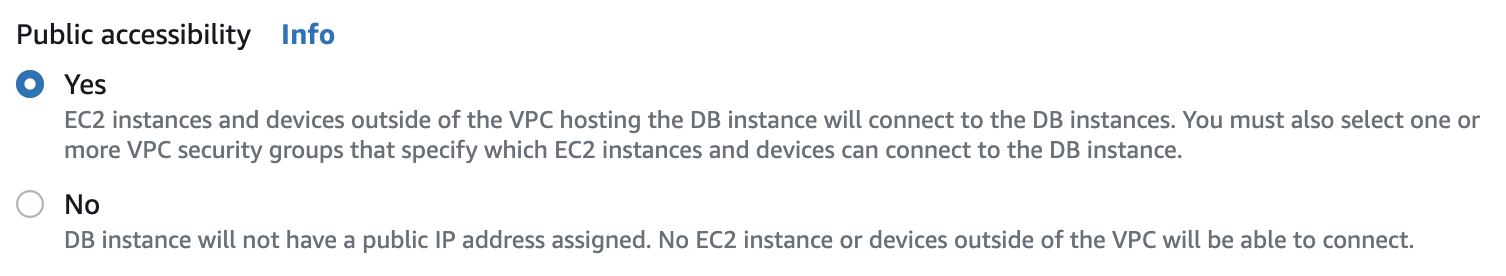 Public accessibility Info
Yes
EC2 instances and devices outside of the VPC hosting the DB instance will connect to the DB instances. You must also select one or
more VPC security groups that specify which EC2 instances and devices can connect to the DB instance.
No
DB instance will not have a public IP address assigned. No EC2 instance or devices outside of the VPC will be able to connect.